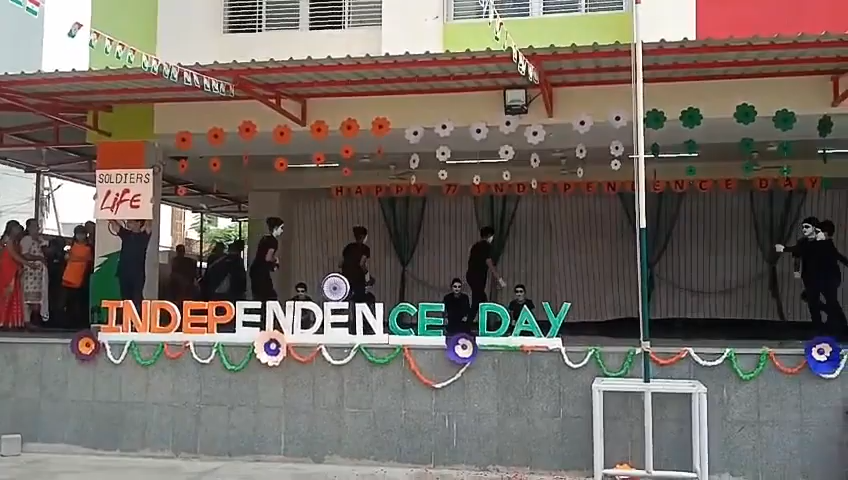 HAPPY 77 INDEPENDENCE DAY
SOLDIERS
LIFE
INDEPENDENCE DAY